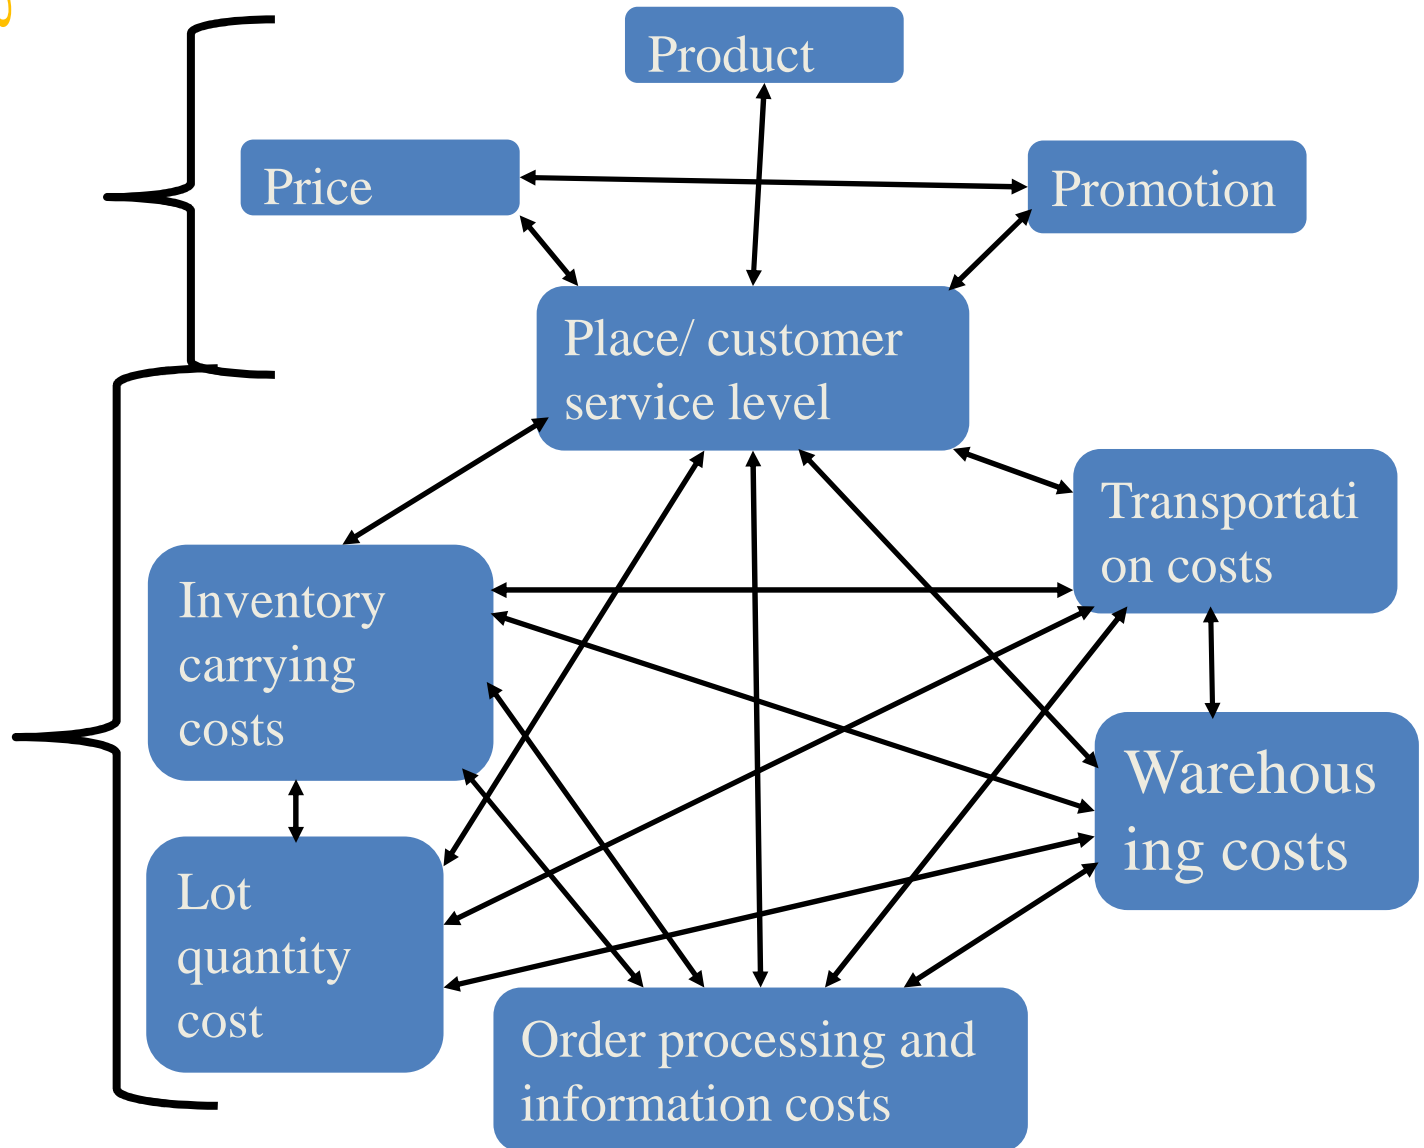 Product
Price
Promotion
Place/ customer
service level
Transportati
on costs
Inventory
carrying
costs
Warehous
ing costs
Lot
quantity
cost
Order processing and
information costs